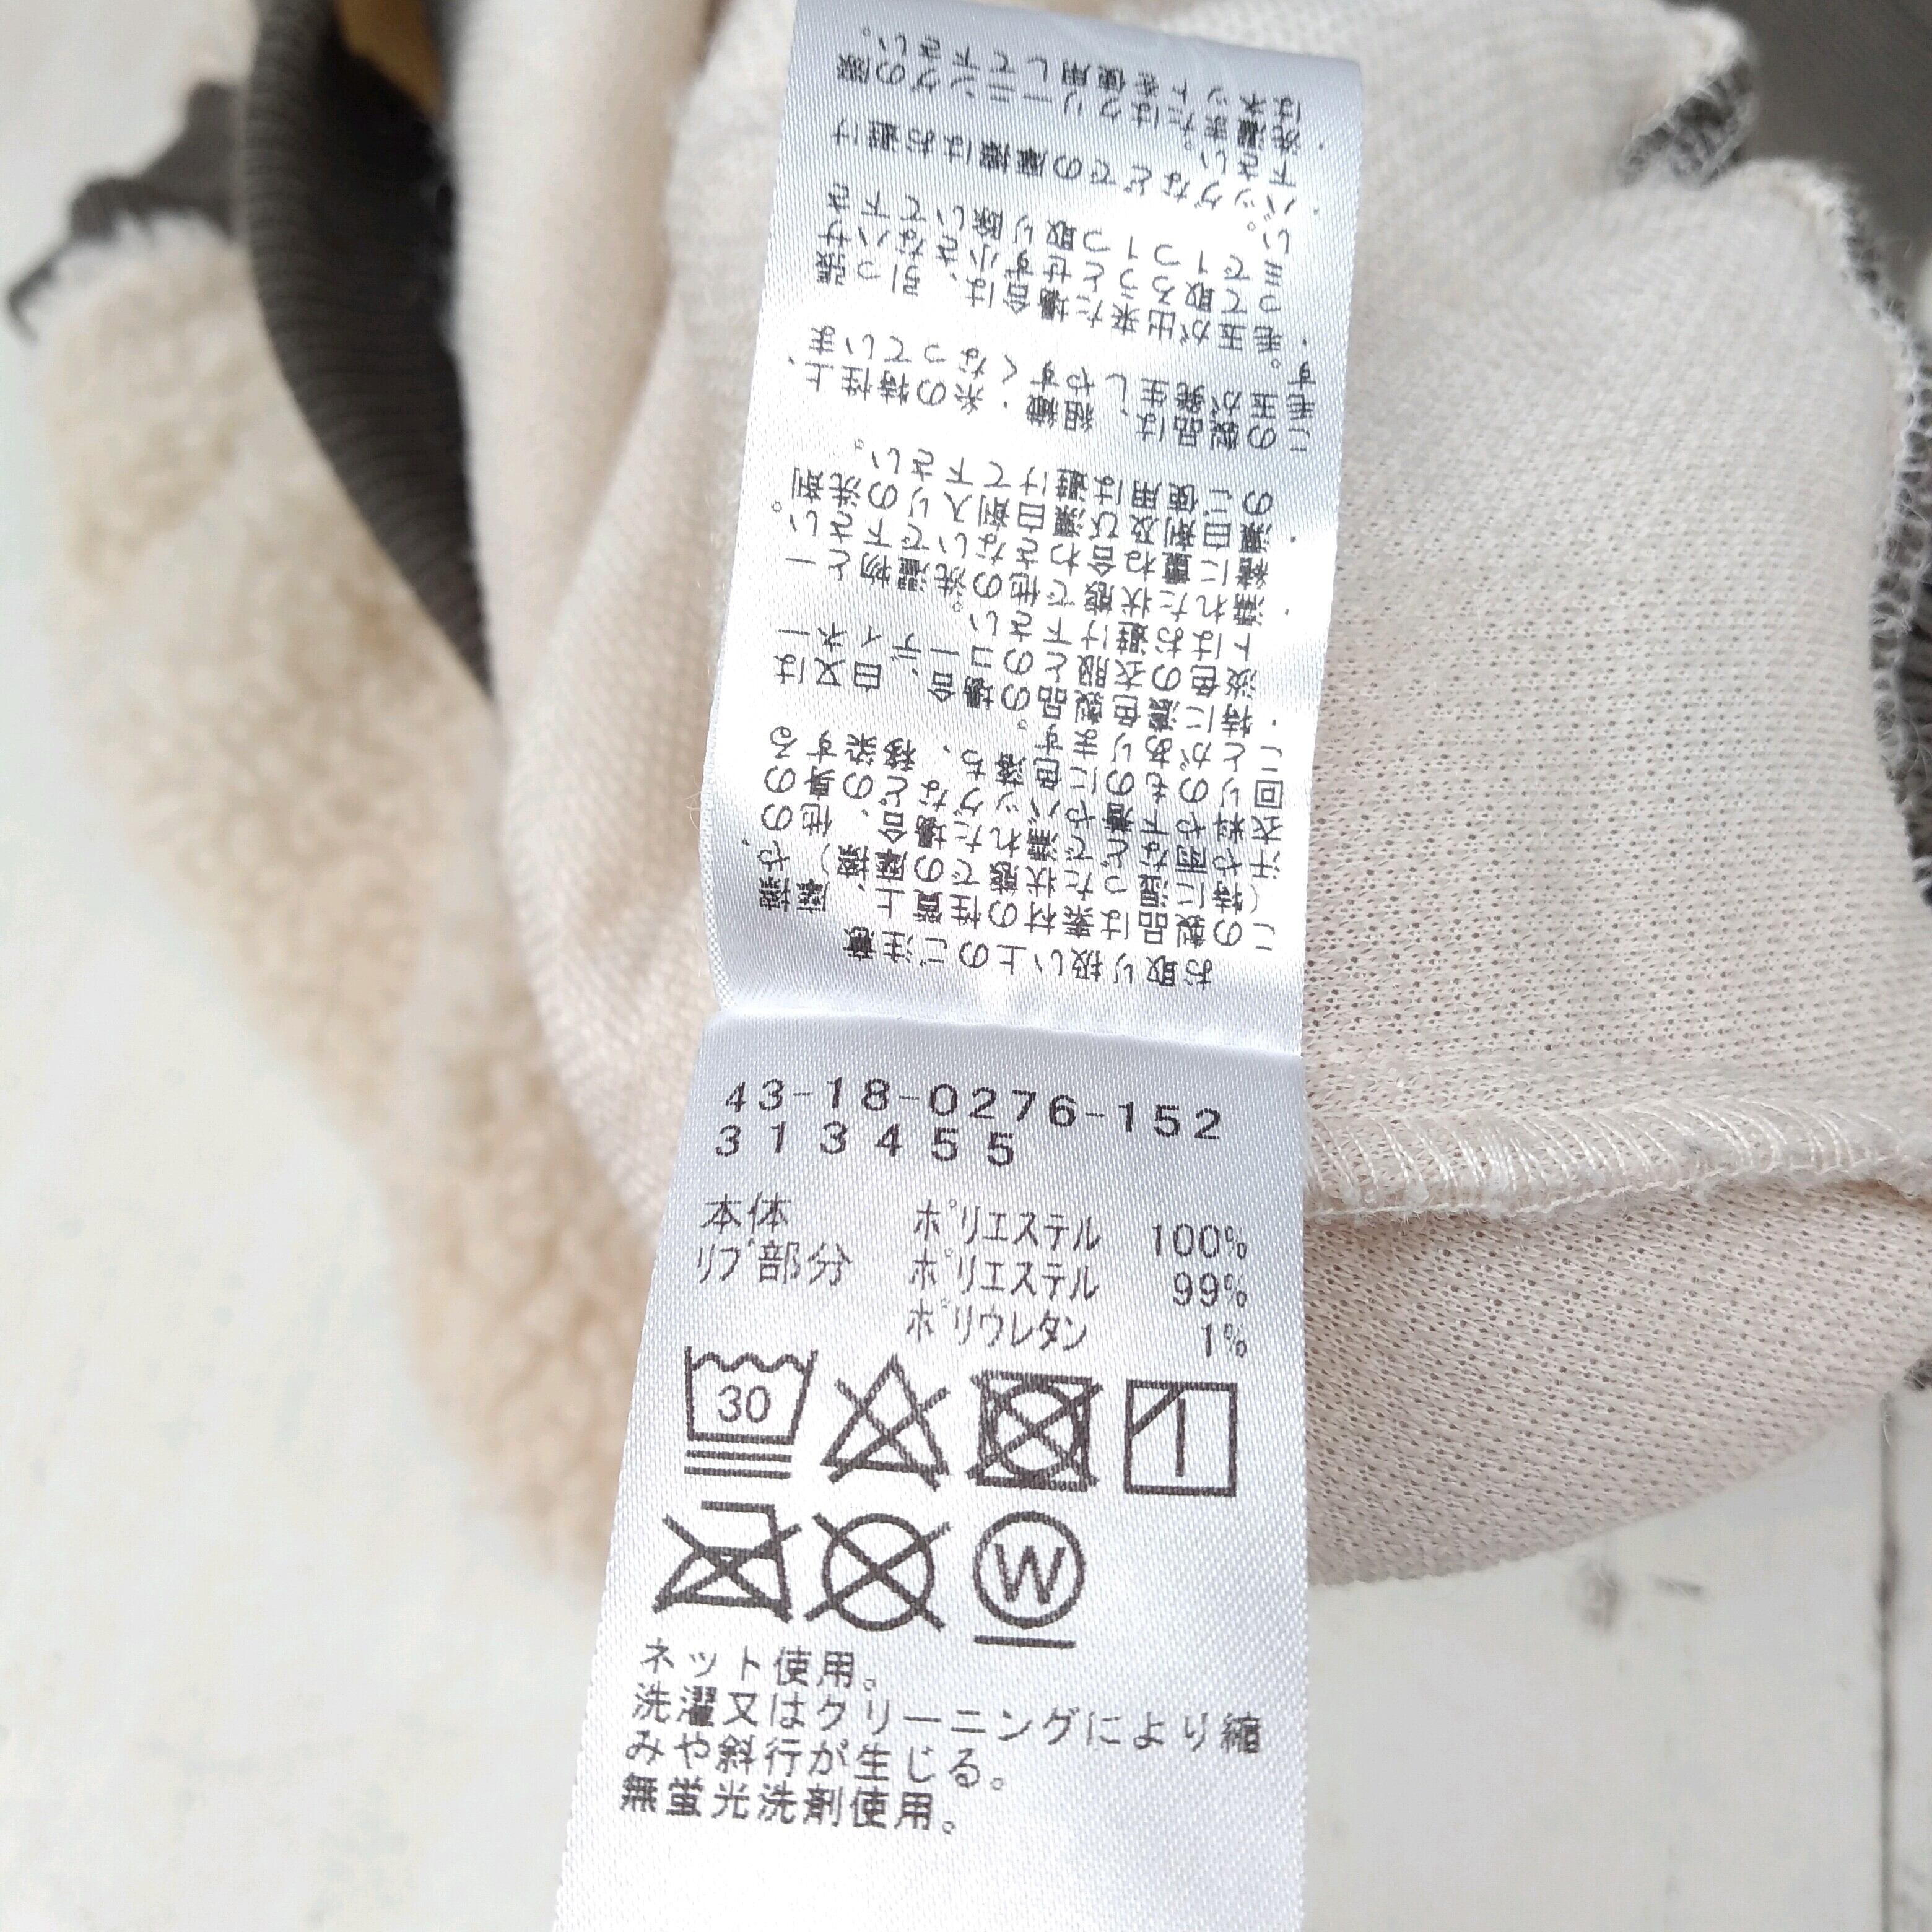 お取り扱い上のご注意
この製品は素材の性質上、摩擦
（特に湿った状態での摩擦）や、
汗や雨などで濡れた場合、他の
衣料や下着やバッグなどの身の
回りのものに色落ち、移染する
ことがあります。
・特に濃色製品の場合、白又は
淡色の衣服とのコーディネー
トはお避け下さい。
・濡れた状態で他の洗濯物と一
緒に重ね合わさないで下さい。
・漂白剤及び漂白剤入りの洗剤
のご使用は避けて下さい。
この製品は、組織・糸の特性上、
毛玉が発生しやすくなっていま
す。
・毛玉が出来た場合は、引っ張
って取ろうとせず小さなハサ
ミで1つ1つ取り除いて下さ
い。
・バッグなどでの摩擦はお避け
下さい。
・洗濯またはクリーニングの際
はネットを使用して下さい。
43-18-0276-152
313455
本体 ポリエステル 100%
リブ部分 ポリエステル 99%
ポリウレタン 1%
30
W
ネット使用。
洗濯又はクリーニングにより縮
みや斜行が生じる。
無蛍光洗剤使用。